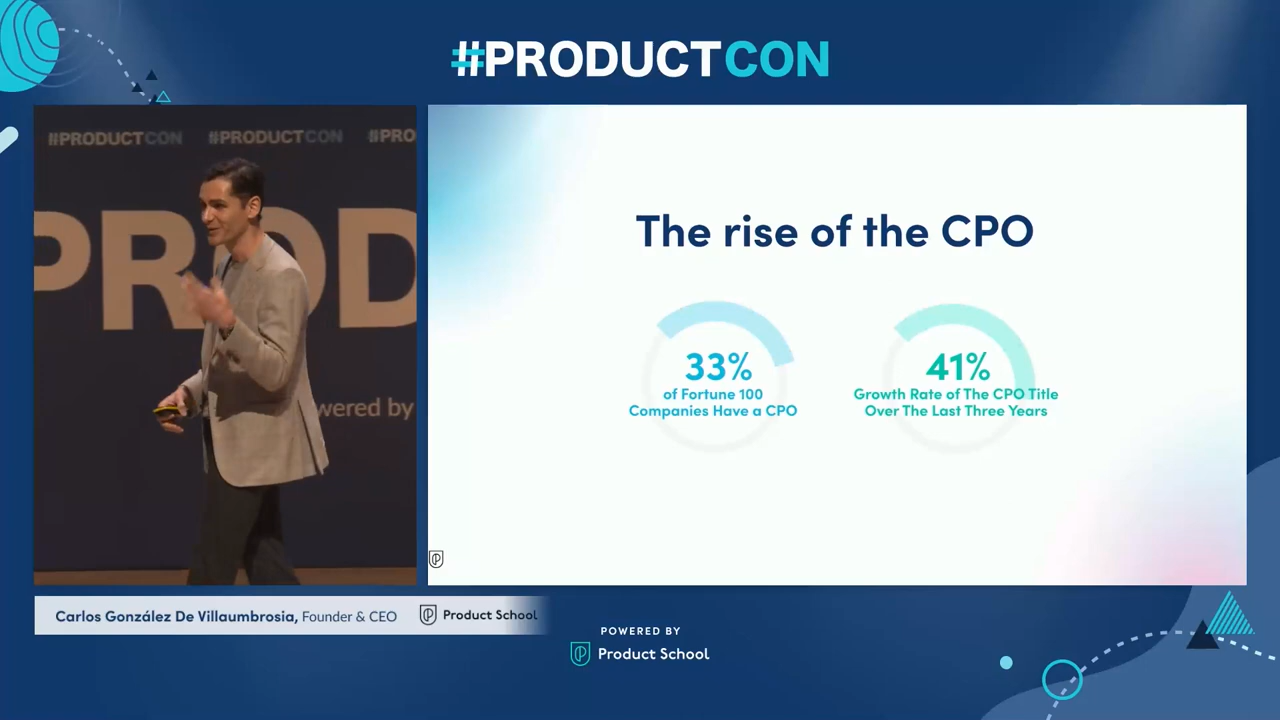 #PRODUCTCON
#PRODUCTCON #PRODUCTCON #PRO
PROD
wered by
The rise of the CPO
33%
of Fortune 100
Companies Have a CPO
41%
Growth Rate of The CPO Title
Over The Last Three Years
Carlos González De Villaumbrosia, Founder & CEO Product School
POWERED BY
Product School